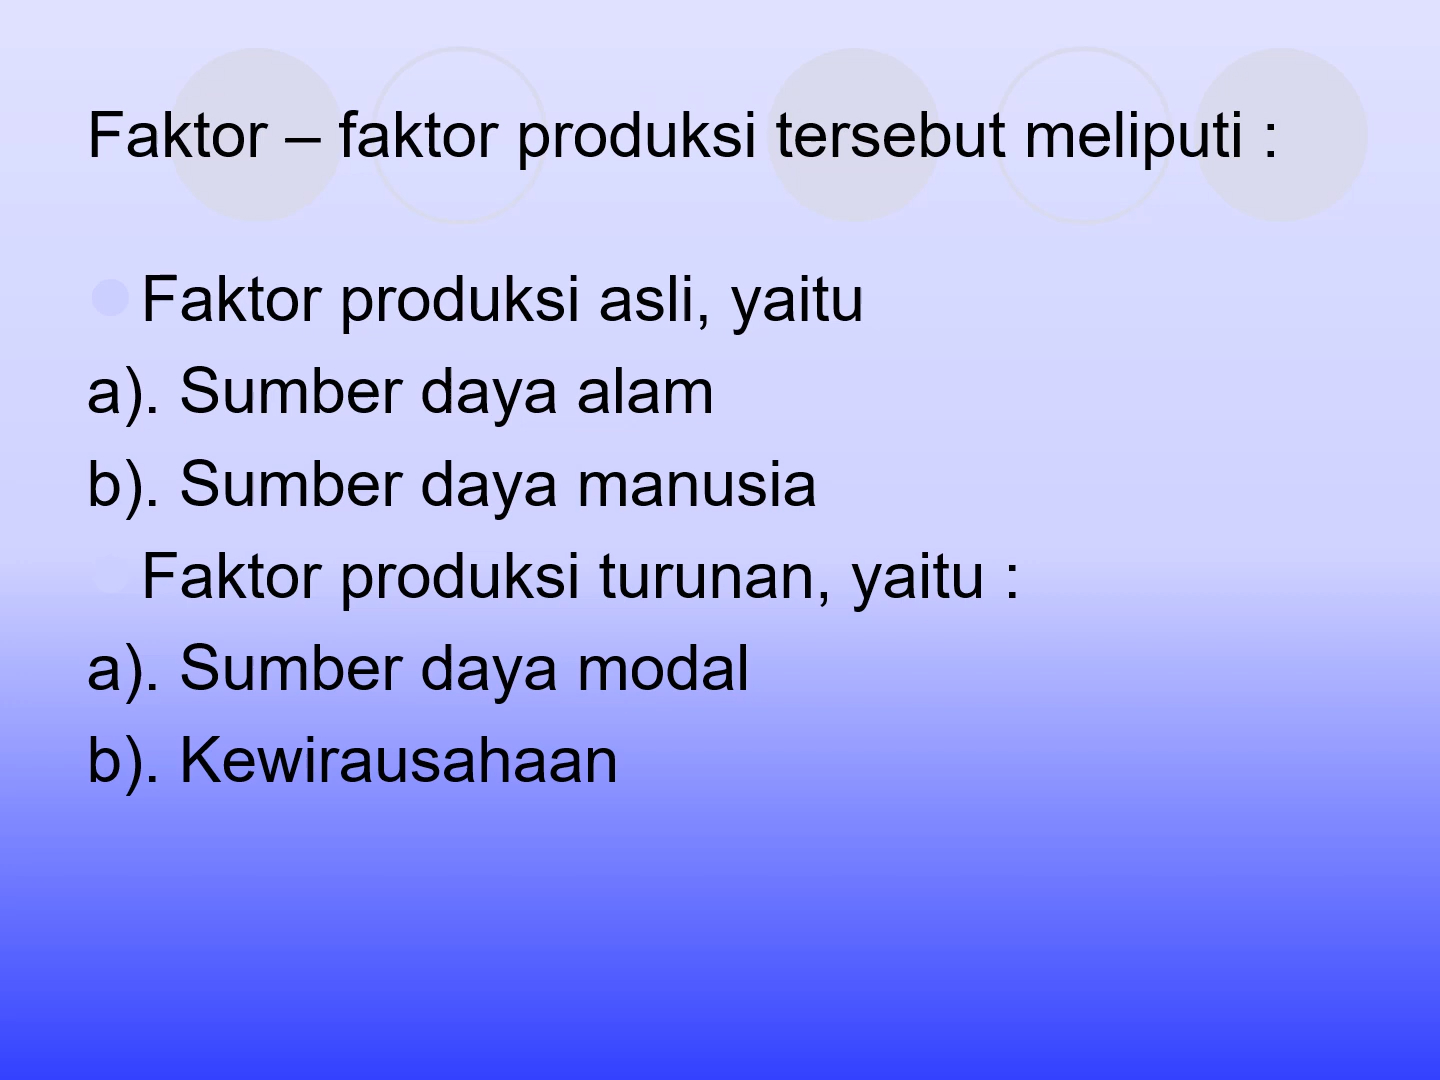 Faktor – faktor produksi tersebut meliputi :
Faktor produksi asli, yaitu
a). Sumber daya alam
b). Sumber daya manusia
Faktor produksi turunan, yaitu :
a). Sumber daya modal
b). Kewirausahaan